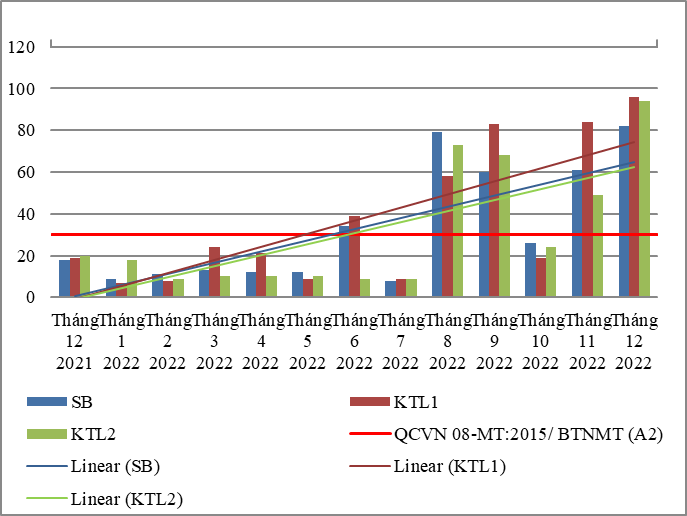 120
100
80
60
40
20
0
Tháng Tháng Tháng Tháng Tháng Tháng Tháng Tháng Tháng Tháng Tháng Tháng Tháng
12 1 2 3 4 5 6 7 8 9 10 11 12
2021 2022 2022 2022 2022 2022 2022 2022 2022 2022 2022 2022 2022
SB KTL1
KTL2 QCVN 08-MT:2015/ BTNMT (A2)
Linear (SB) Linear (KTL1)
Linear (KTL2)